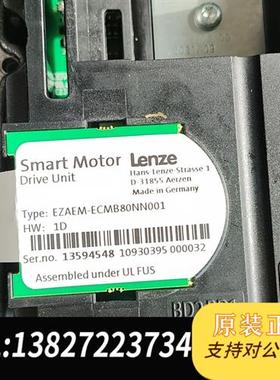 Smart Motor Lenze
Drive Unit
Hans-Lenze-Strasse 1
D-31855 Aerzen
Made in Germany
Type: EZAEM-ECMB80NN001
HW: 1D
Ser.no. 13594548 10930395 000032
Assembled under UL FUS
原装正
:13827223734
支持对公